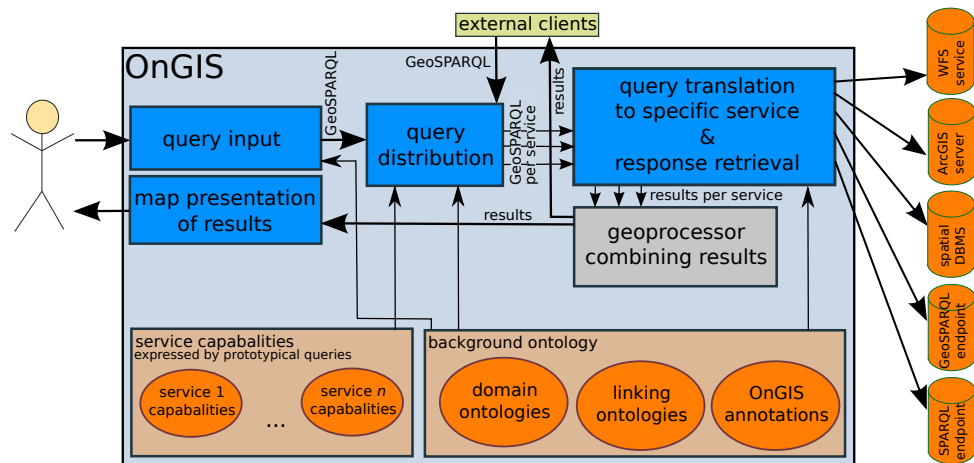 external clients
OnGIS
GeoSPARQL
GeoSPARQL
results
query input
query
distribution
GeoSPARQL
per service
query translation
to specific service
&
response retrieval
map presentation
of results
results
results per service
geoprocessor
combining results
service capabalities
expressed by prototypical queries
service 1
capabalities
...
service n
capabalities
background ontology
domain
ontologies
linking
ontologies
OnGIS
annotations
WFS
service
ArcGIS
server
spatial
DBMS
GeoSPARQL
endpoint
SPARQL
endpoint